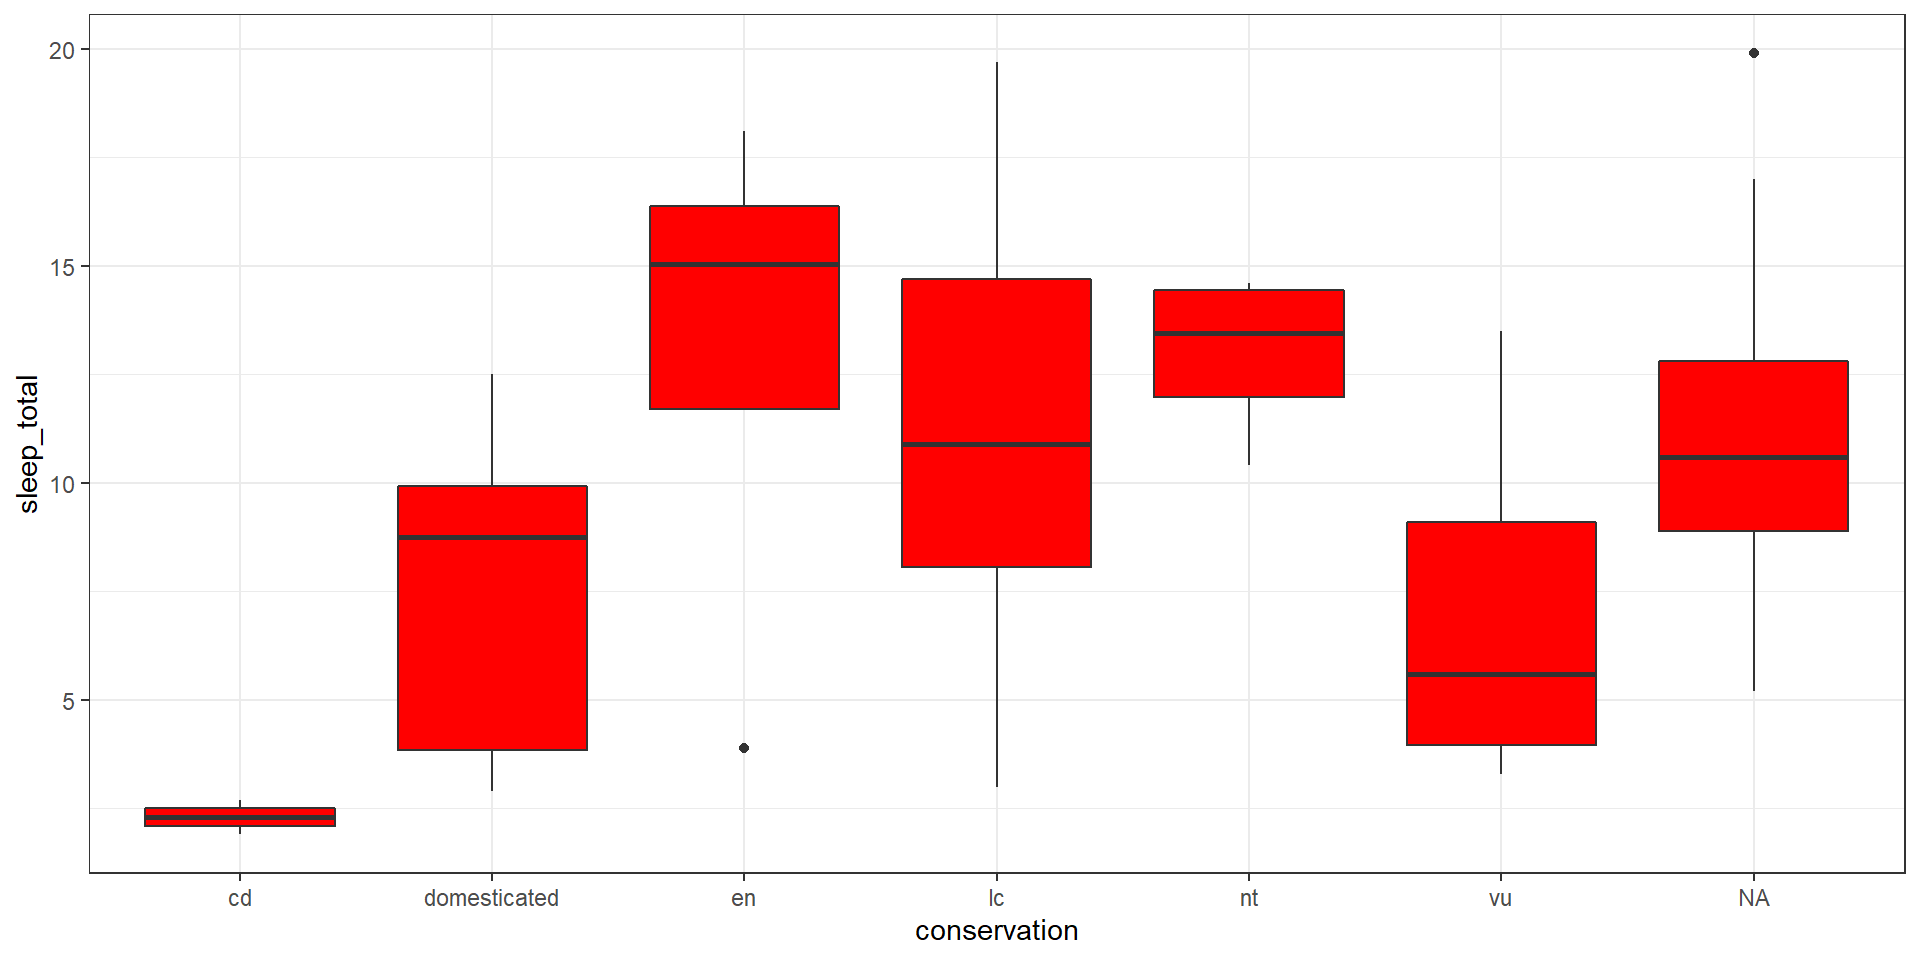 20
15
10
5
sleep_total
cd domesticated en lc nt vu NA
conservation